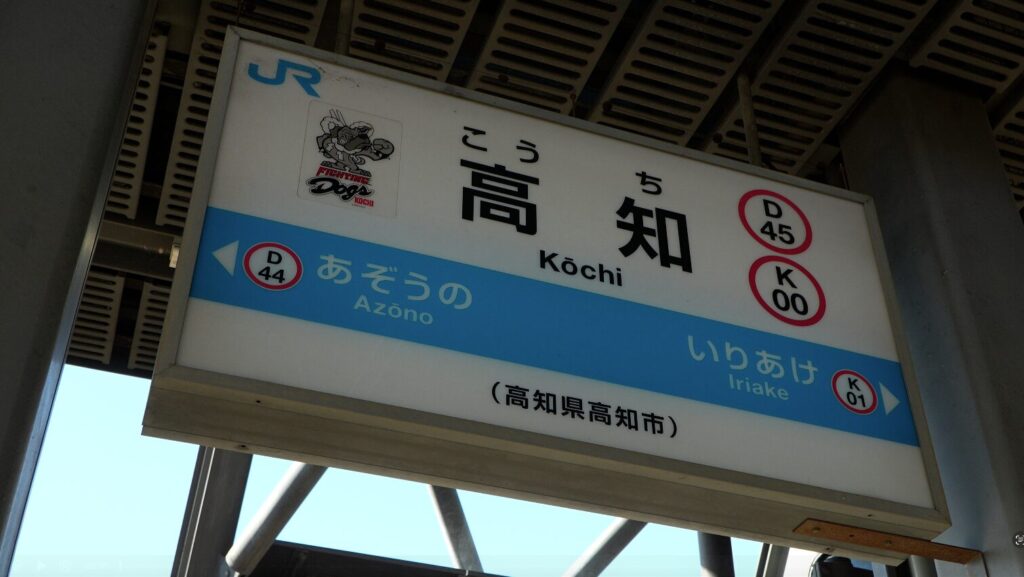 JR
FIGHTING
Dogs
KOCHI
こうち
高知
Kōchi
D
45
K
00
D
44
あぞうの
Azōno
いりあけ
Iriake
K
01
(高知県高知市)